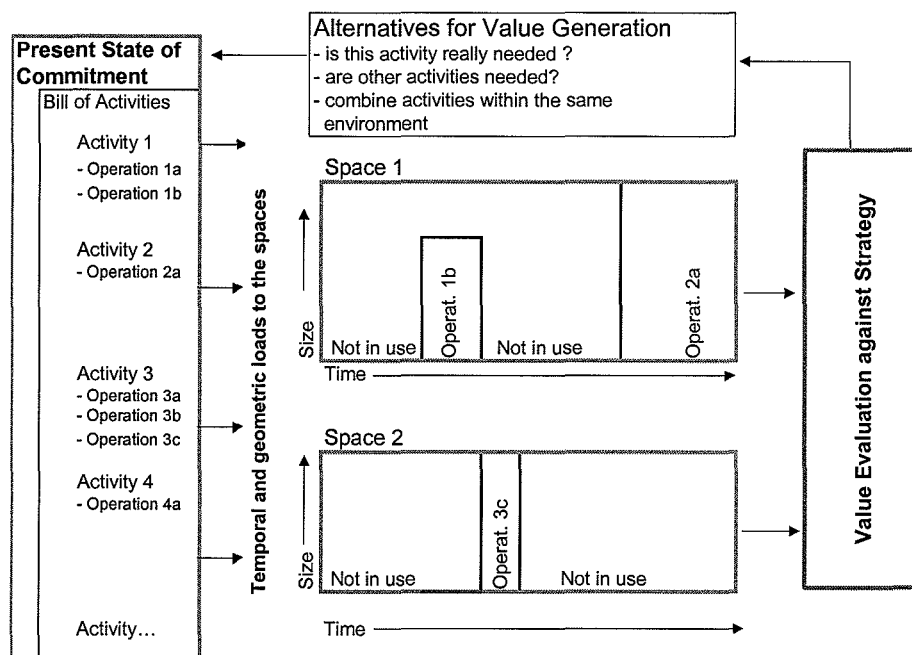 Present State of
Commitment
Bill of Activities
Activity 1
- Operation 1a
- Operation 1b
Activity 2
- Operation 2a
Activity 3
- Operation 3a
- Operation 3b
- Operation 3c
Activity 4
- Operation 4a
Activity...
Temporal and geometric loads to the spaces
Alternatives for Value Generation
- is this activity really needed ?
- are other activities needed?
- combine activities within the same
environment
Space 1
Size
Not in use
Operat. 1b
Not in use
Operat. 2a
Time
Space 2
Size
Not in use
Operat. 3c
Not in use
Time
Value Evaluation against Strategy